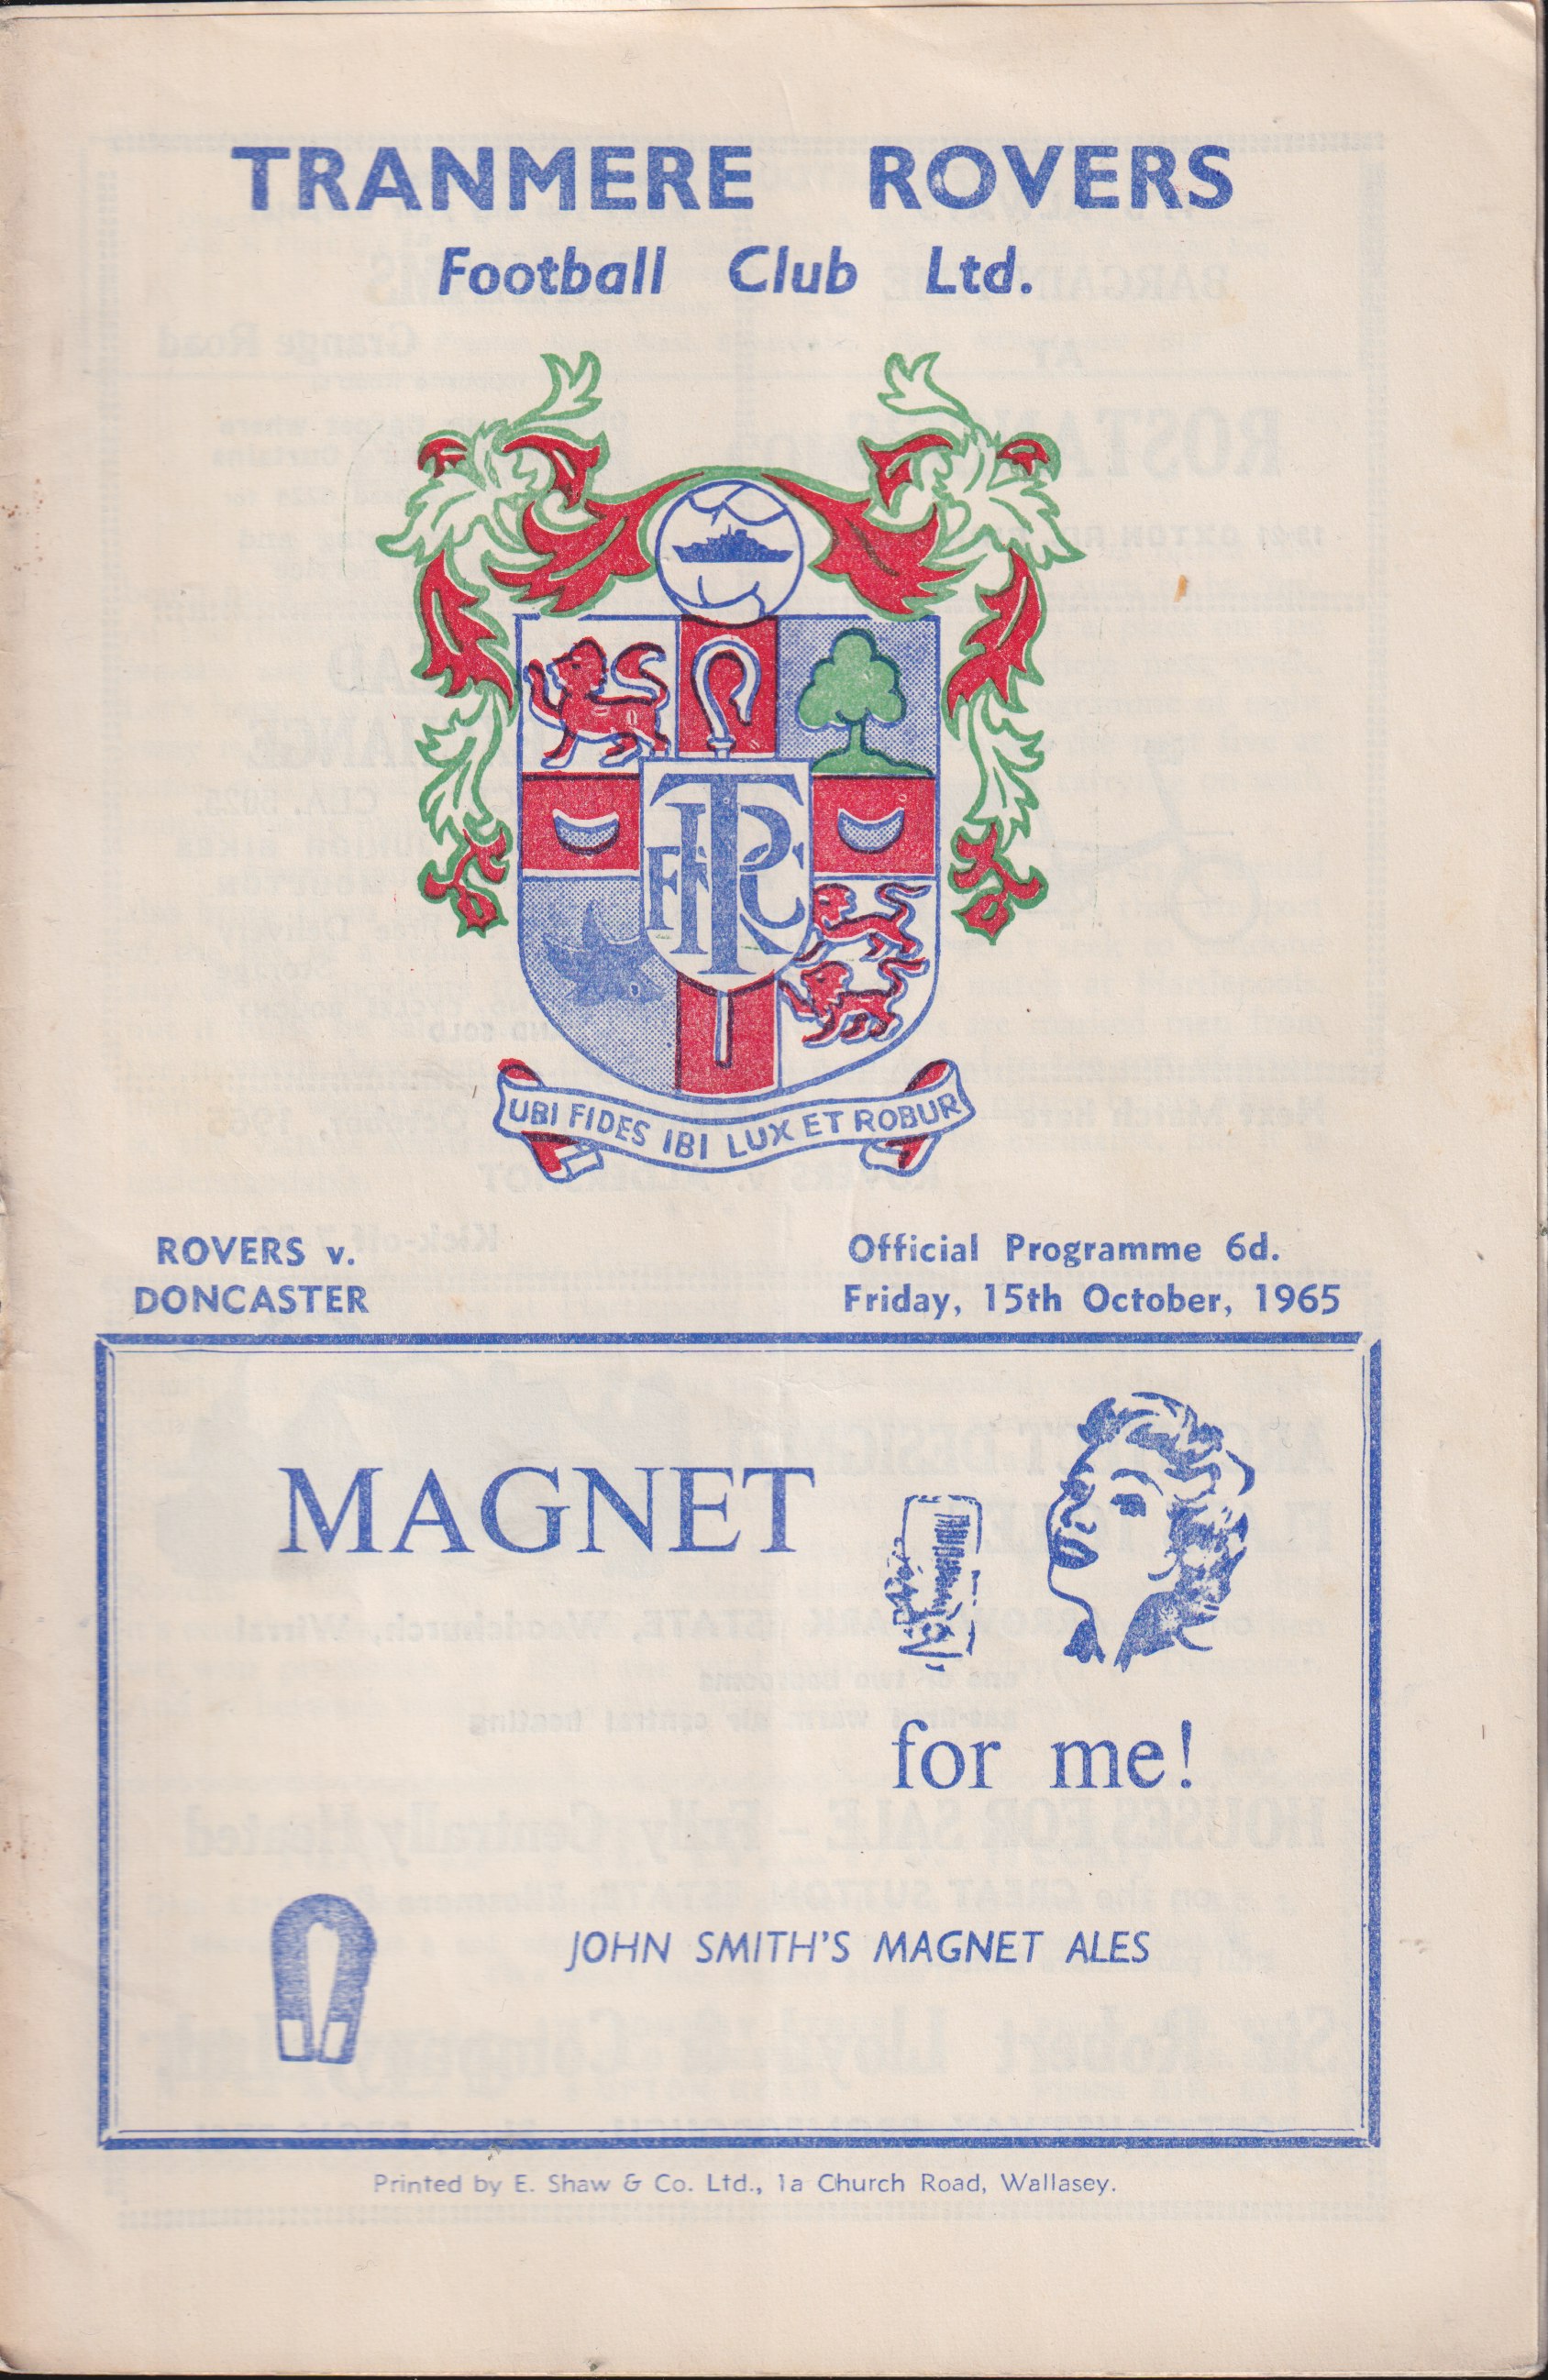 TRANMERE ROVERS
Football Club Ltd.
TRFC
UBI FIDES IBI LUX ET ROBUR
ROVERS v.
DONCASTER
Official Programme 6d.
Friday, 15th October, 1965
MAGNET
for me!
JOHN SMITH'S MAGNET ALES
Printed by E. Shaw & Co. Ltd., 1a Church Road, Wallasey.